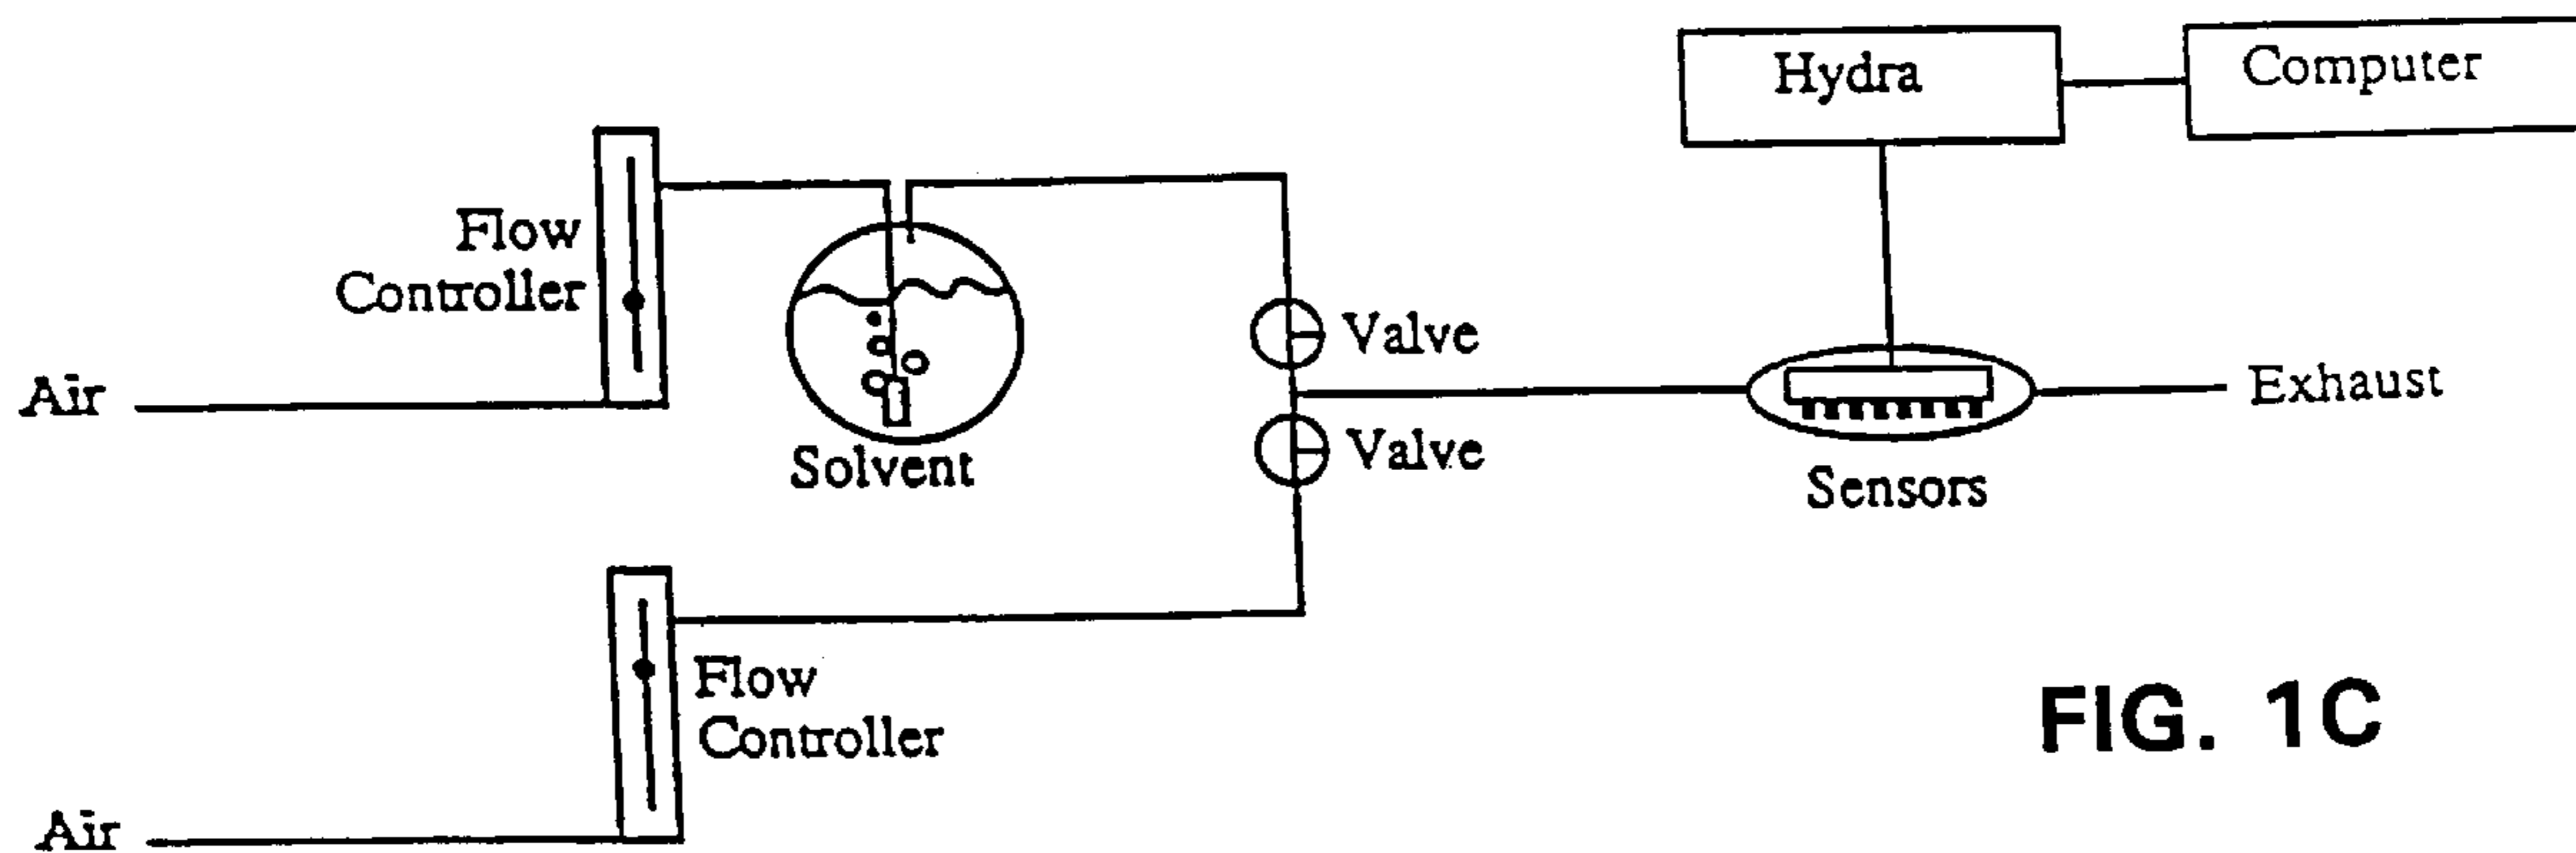 Hydra
Computer
Flow
Controller
Air
Solvent
Valve
Valve
Exhaust
Sensors
Flow
Controller
Air
FIG. 1C